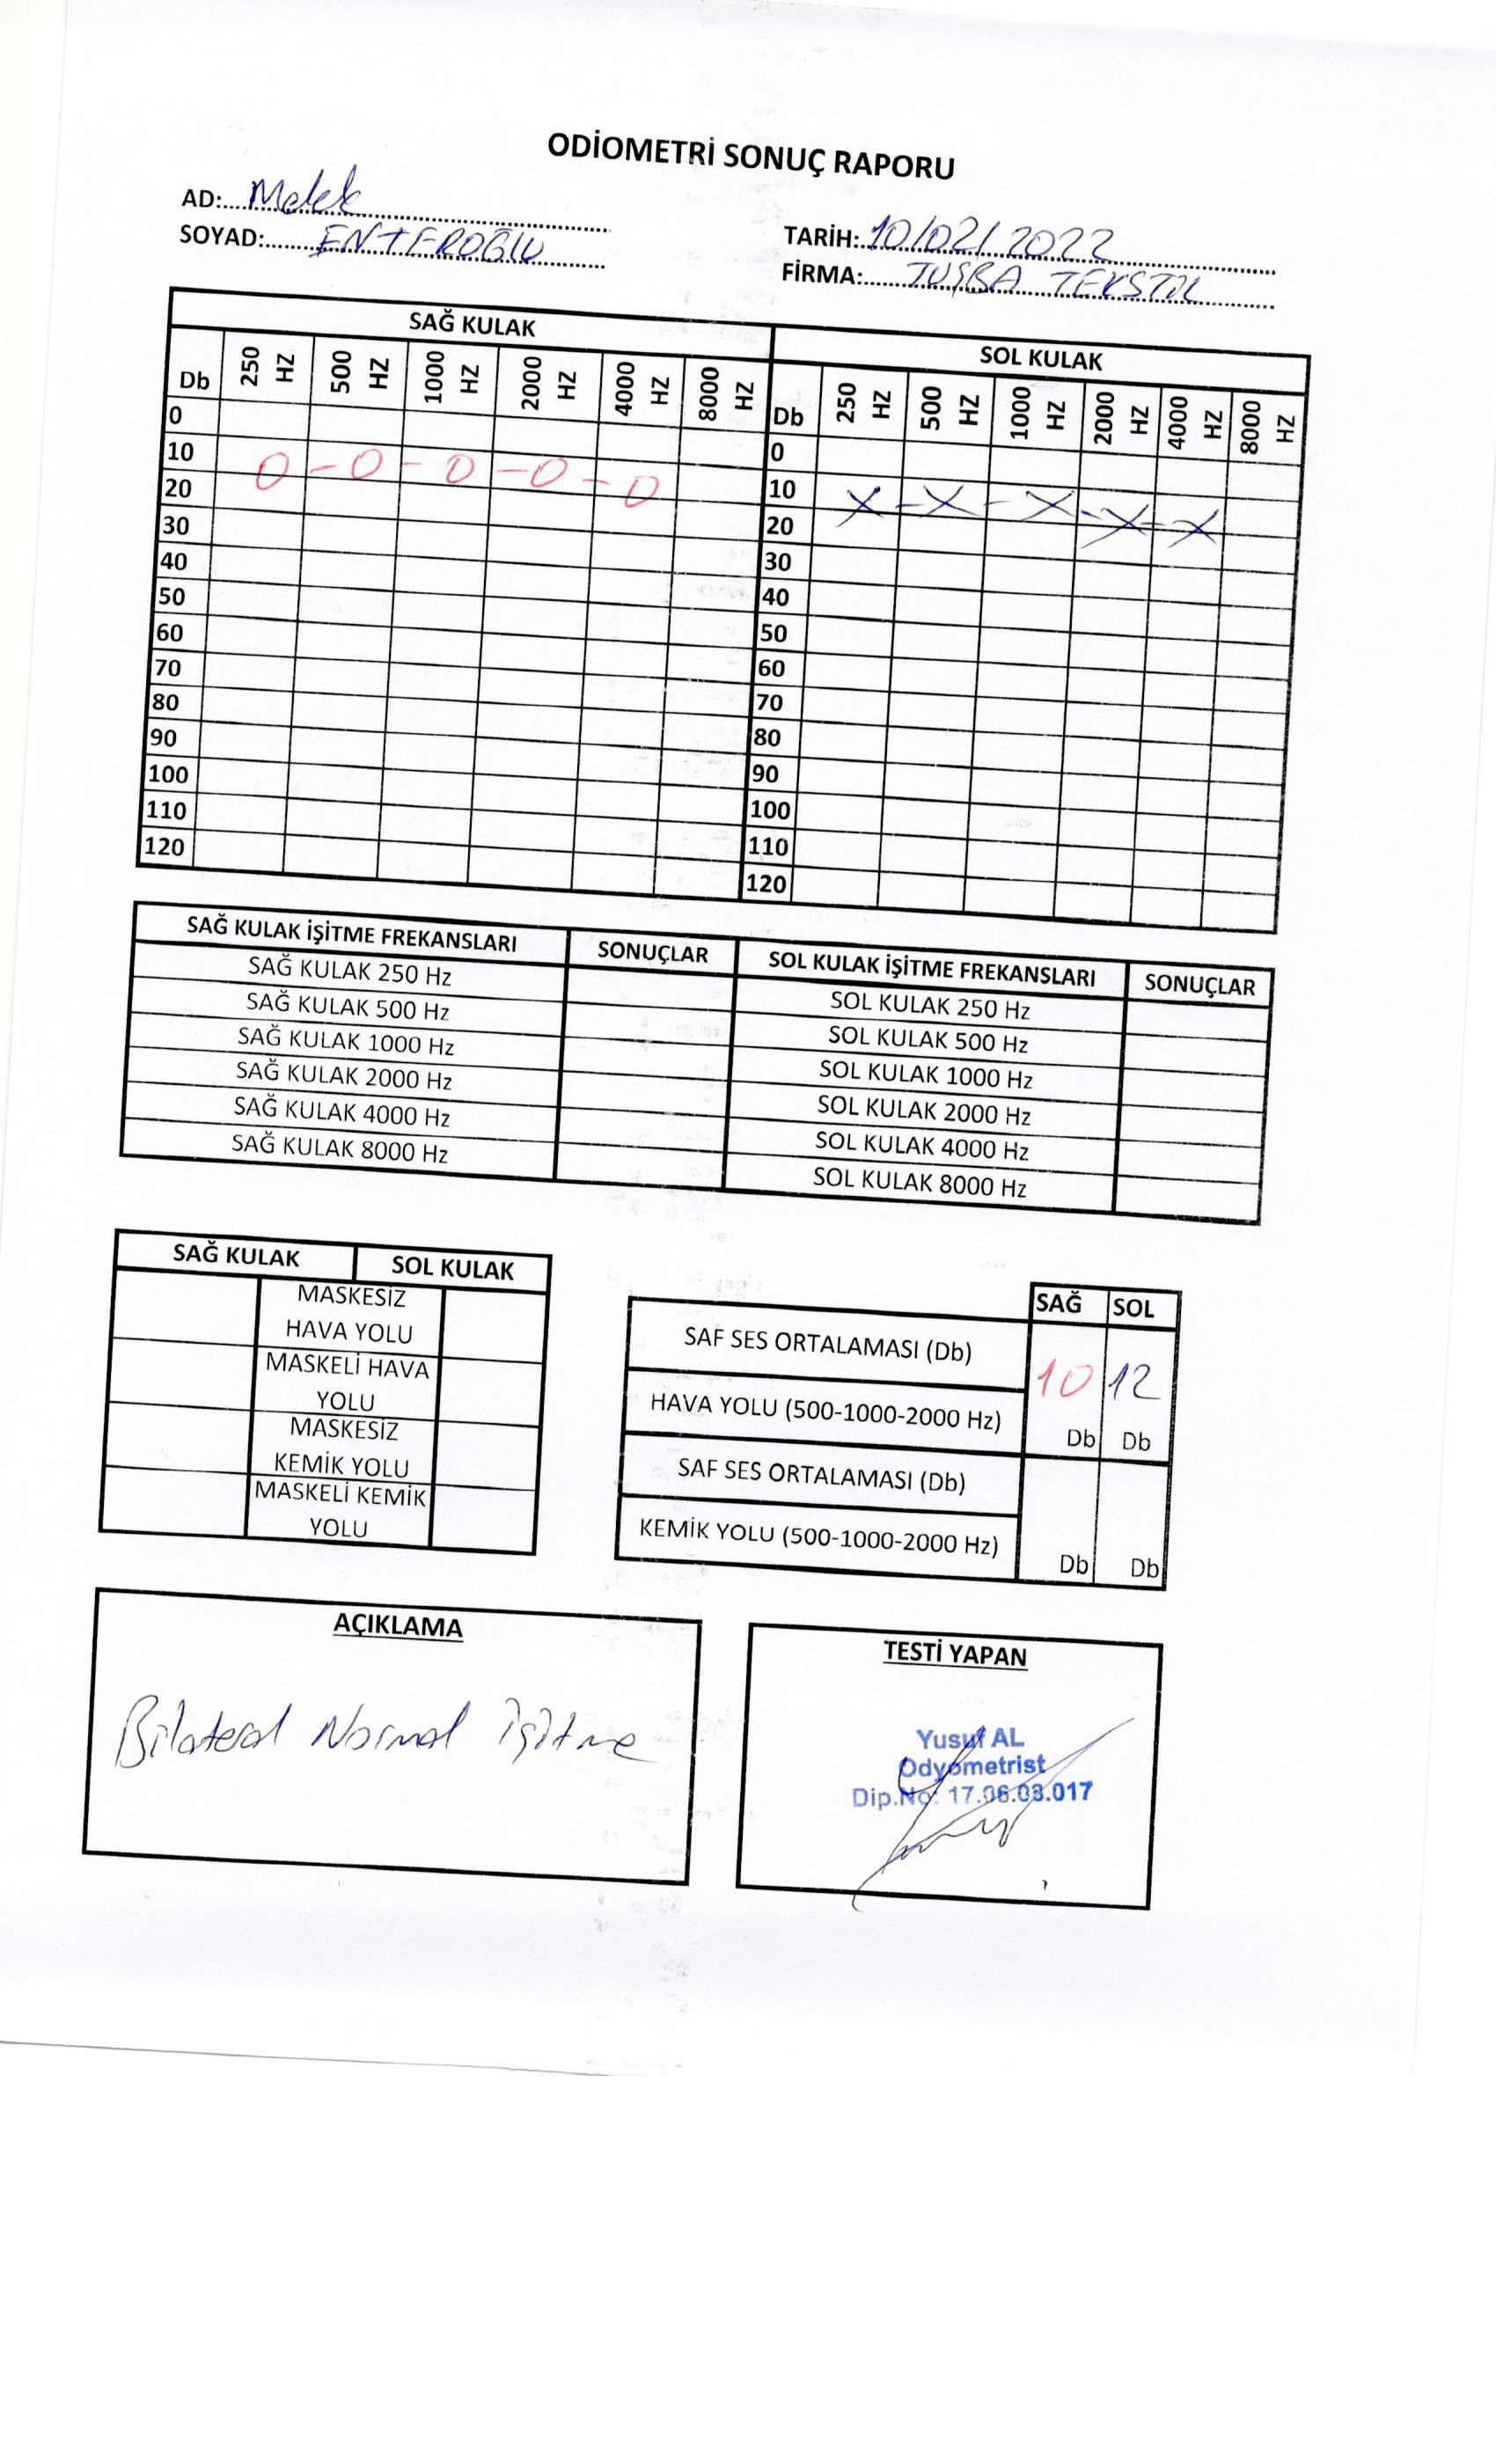 ODİOMETRİ SONUÇ RAPORU
AD: Melek
SOYAD: ENTEROĞLU
TARİH: 10/02/2022
FİRMA: TUŞBA TEKSTİL
SAĞ KULAK
SOL KULAK
Db 250 HZ 500 HZ 1000 HZ 2000 HZ 4000 HZ 8000 HZ Db 250 HZ 500 HZ 1000 HZ 2000 HZ 4000 HZ 8000 HZ
0 0
10 O - O - O - O - O 10 X - X - X - X - X
20 20
30 30
40 40
50 50
60 60
70 70
80 80
90 90
100 100
110 110
120 120
SAĞ KULAK İŞİTME FREKANSLARI SONUÇLAR SOL KULAK İŞİTME FREKANSLARI SONUÇLAR
SAĞ KULAK 250 Hz SOL KULAK 250 Hz
SAĞ KULAK 500 Hz SOL KULAK 500 Hz
SAĞ KULAK 1000 Hz SOL KULAK 1000 Hz
SAĞ KULAK 2000 Hz SOL KULAK 2000 Hz
SAĞ KULAK 4000 Hz SOL KULAK 4000 Hz
SAĞ KULAK 8000 Hz SOL KULAK 8000 Hz
SAĞ KULAK SOL KULAK
MASKESİZ
HAVA YOLU
MASKELİ HAVA
YOLU
MASKESİZ
KEMİK YOLU
MASKELİ KEMİK
YOLU
SAĞ SOL
SAF SES ORTALAMASI (Db)
10 12
HAVA YOLU (500-1000-2000 Hz)
Db Db
SAF SES ORTALAMASI (Db)
KEMİK YOLU (500-1000-2000 Hz)
Db Db
AÇIKLAMA
Bilateral Normal işitme
TESTİ YAPAN
Yusuf AL
Odyometrist
Dip.No: 17.06.03.017